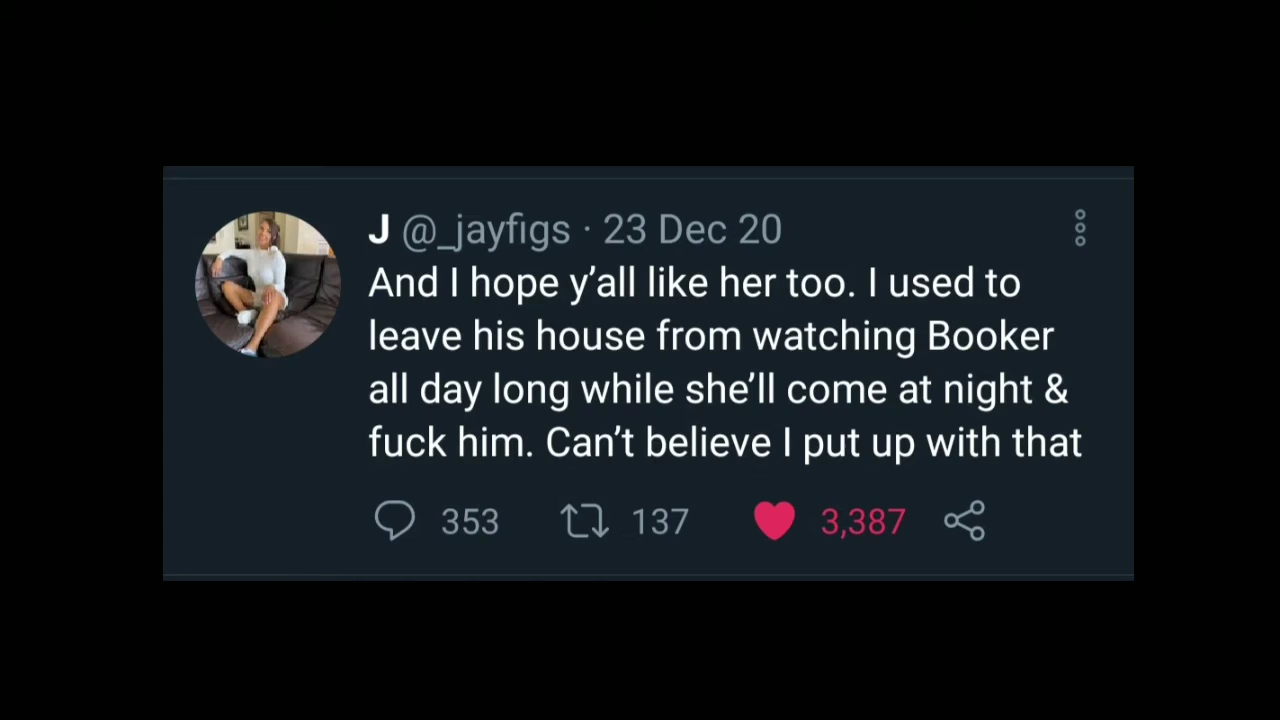 J @_jayfigs · 23 Dec 20
And I hope y’all like her too. I used to
leave his house from watching Booker
all day long while she’ll come at night &
fuck him. Can’t believe I put up with that
353 137 3,387